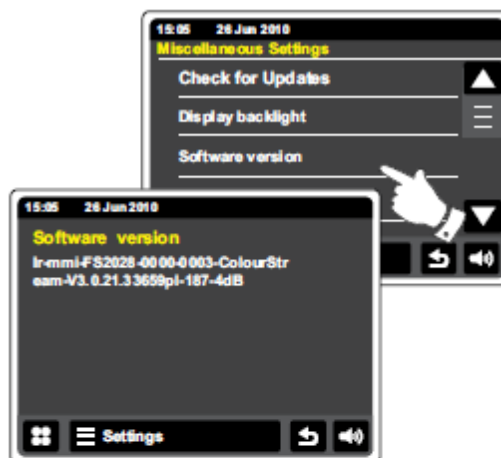 15:05 26 Jun 2010
Miscellaneous Settings
Check for Updates
Display backlight
Software version
15:05 26 Jun 2010
Software version
Ir-mmi-FS2028-0000-0003-ColourStr
eam-V3.0.21.33659pl-187-4dB
Settings